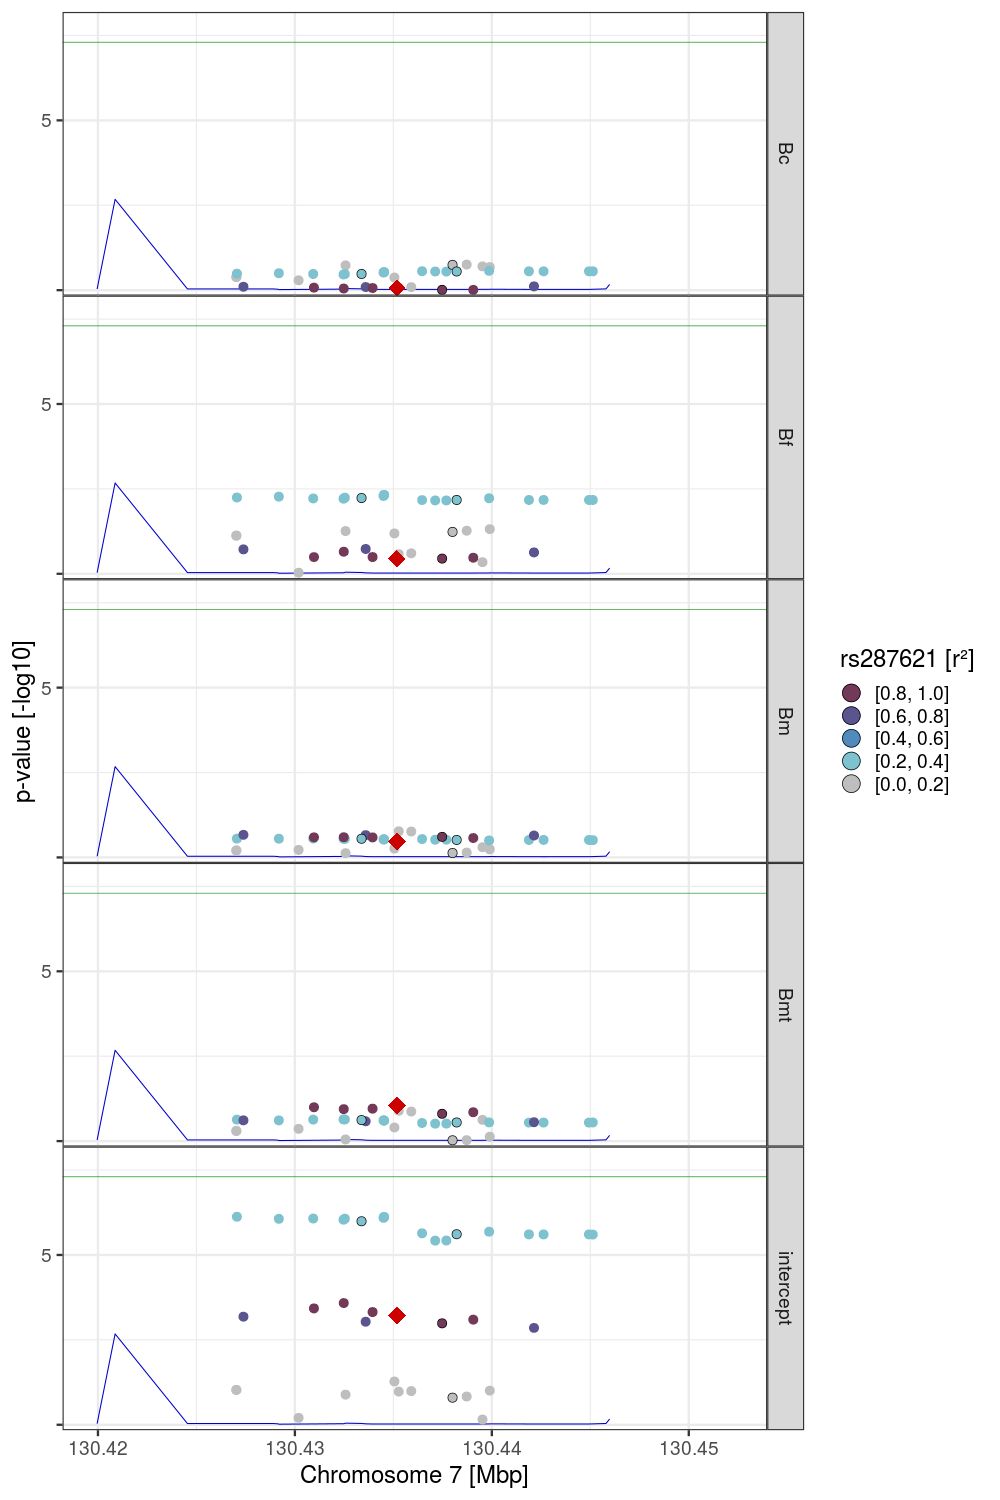 5
Bc
5
Bf
5
Bm
5
Bmt
5
intercept
p-value [-log10]
130.42
130.43
130.44
130.45
Chromosome 7 [Mbp]
rs287621 [r²]
[0.8, 1.0]
[0.6, 0.8]
[0.4, 0.6]
[0.2, 0.4]
[0.0, 0.2]